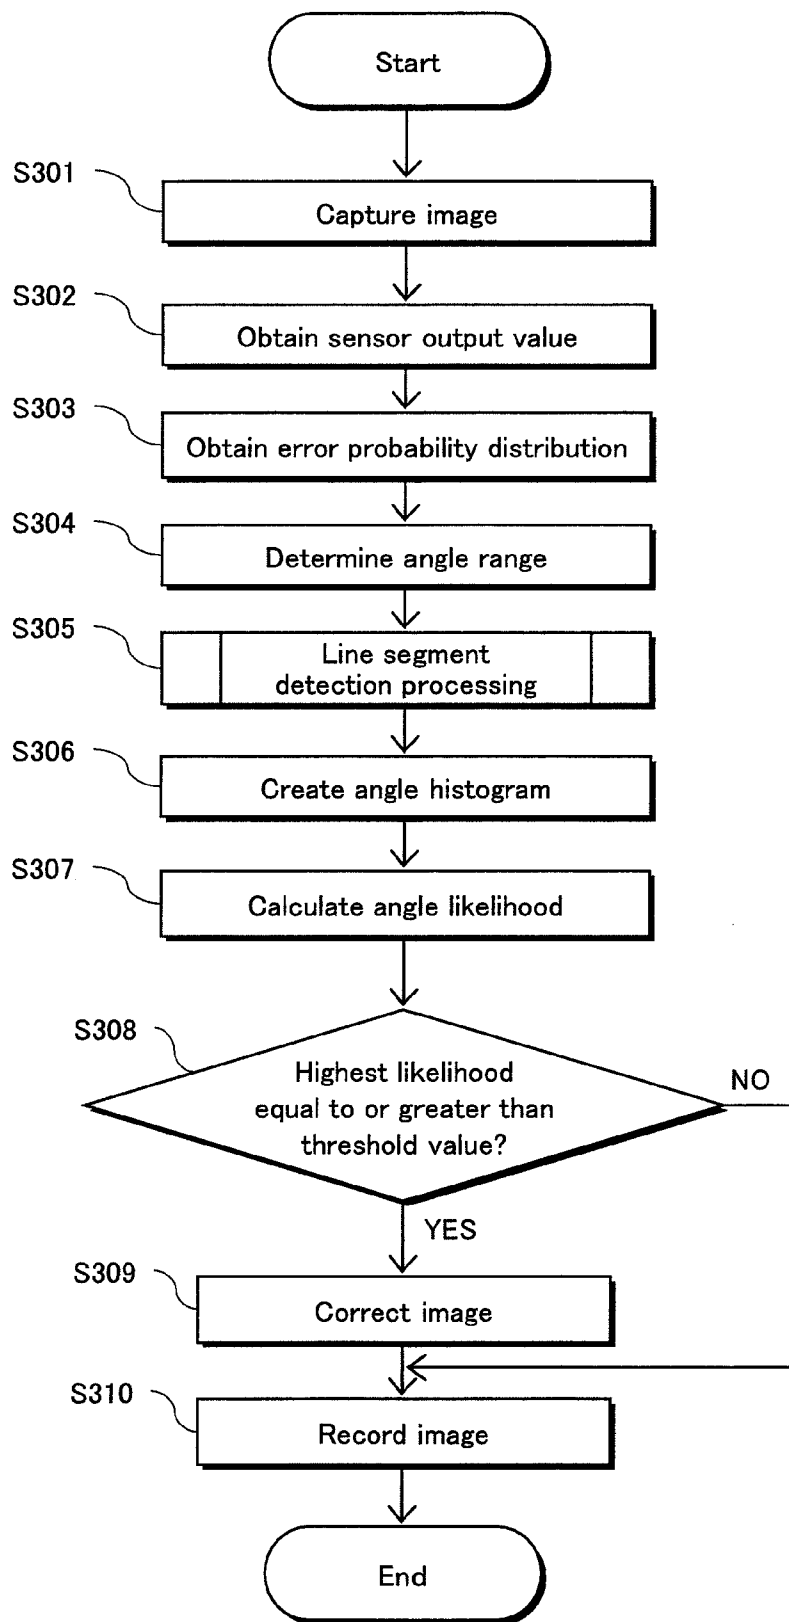 Start
S301
Capture image
S302
Obtain sensor output value
S303
Obtain error probability distribution
S304
Determine angle range
S305
Line segment
detection processing
S306
Create angle histogram
S307
Calculate angle likelihood
S308
Highest likelihood
equal to or greater than
threshold value?
NO
YES
S309
Correct image
S310
Record image
End